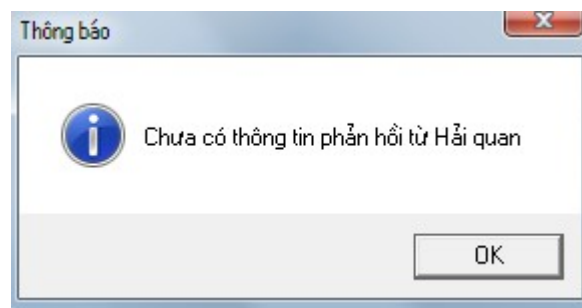 Thông báo
Chưa có thông tin phản hồi từ Hải quan
OK